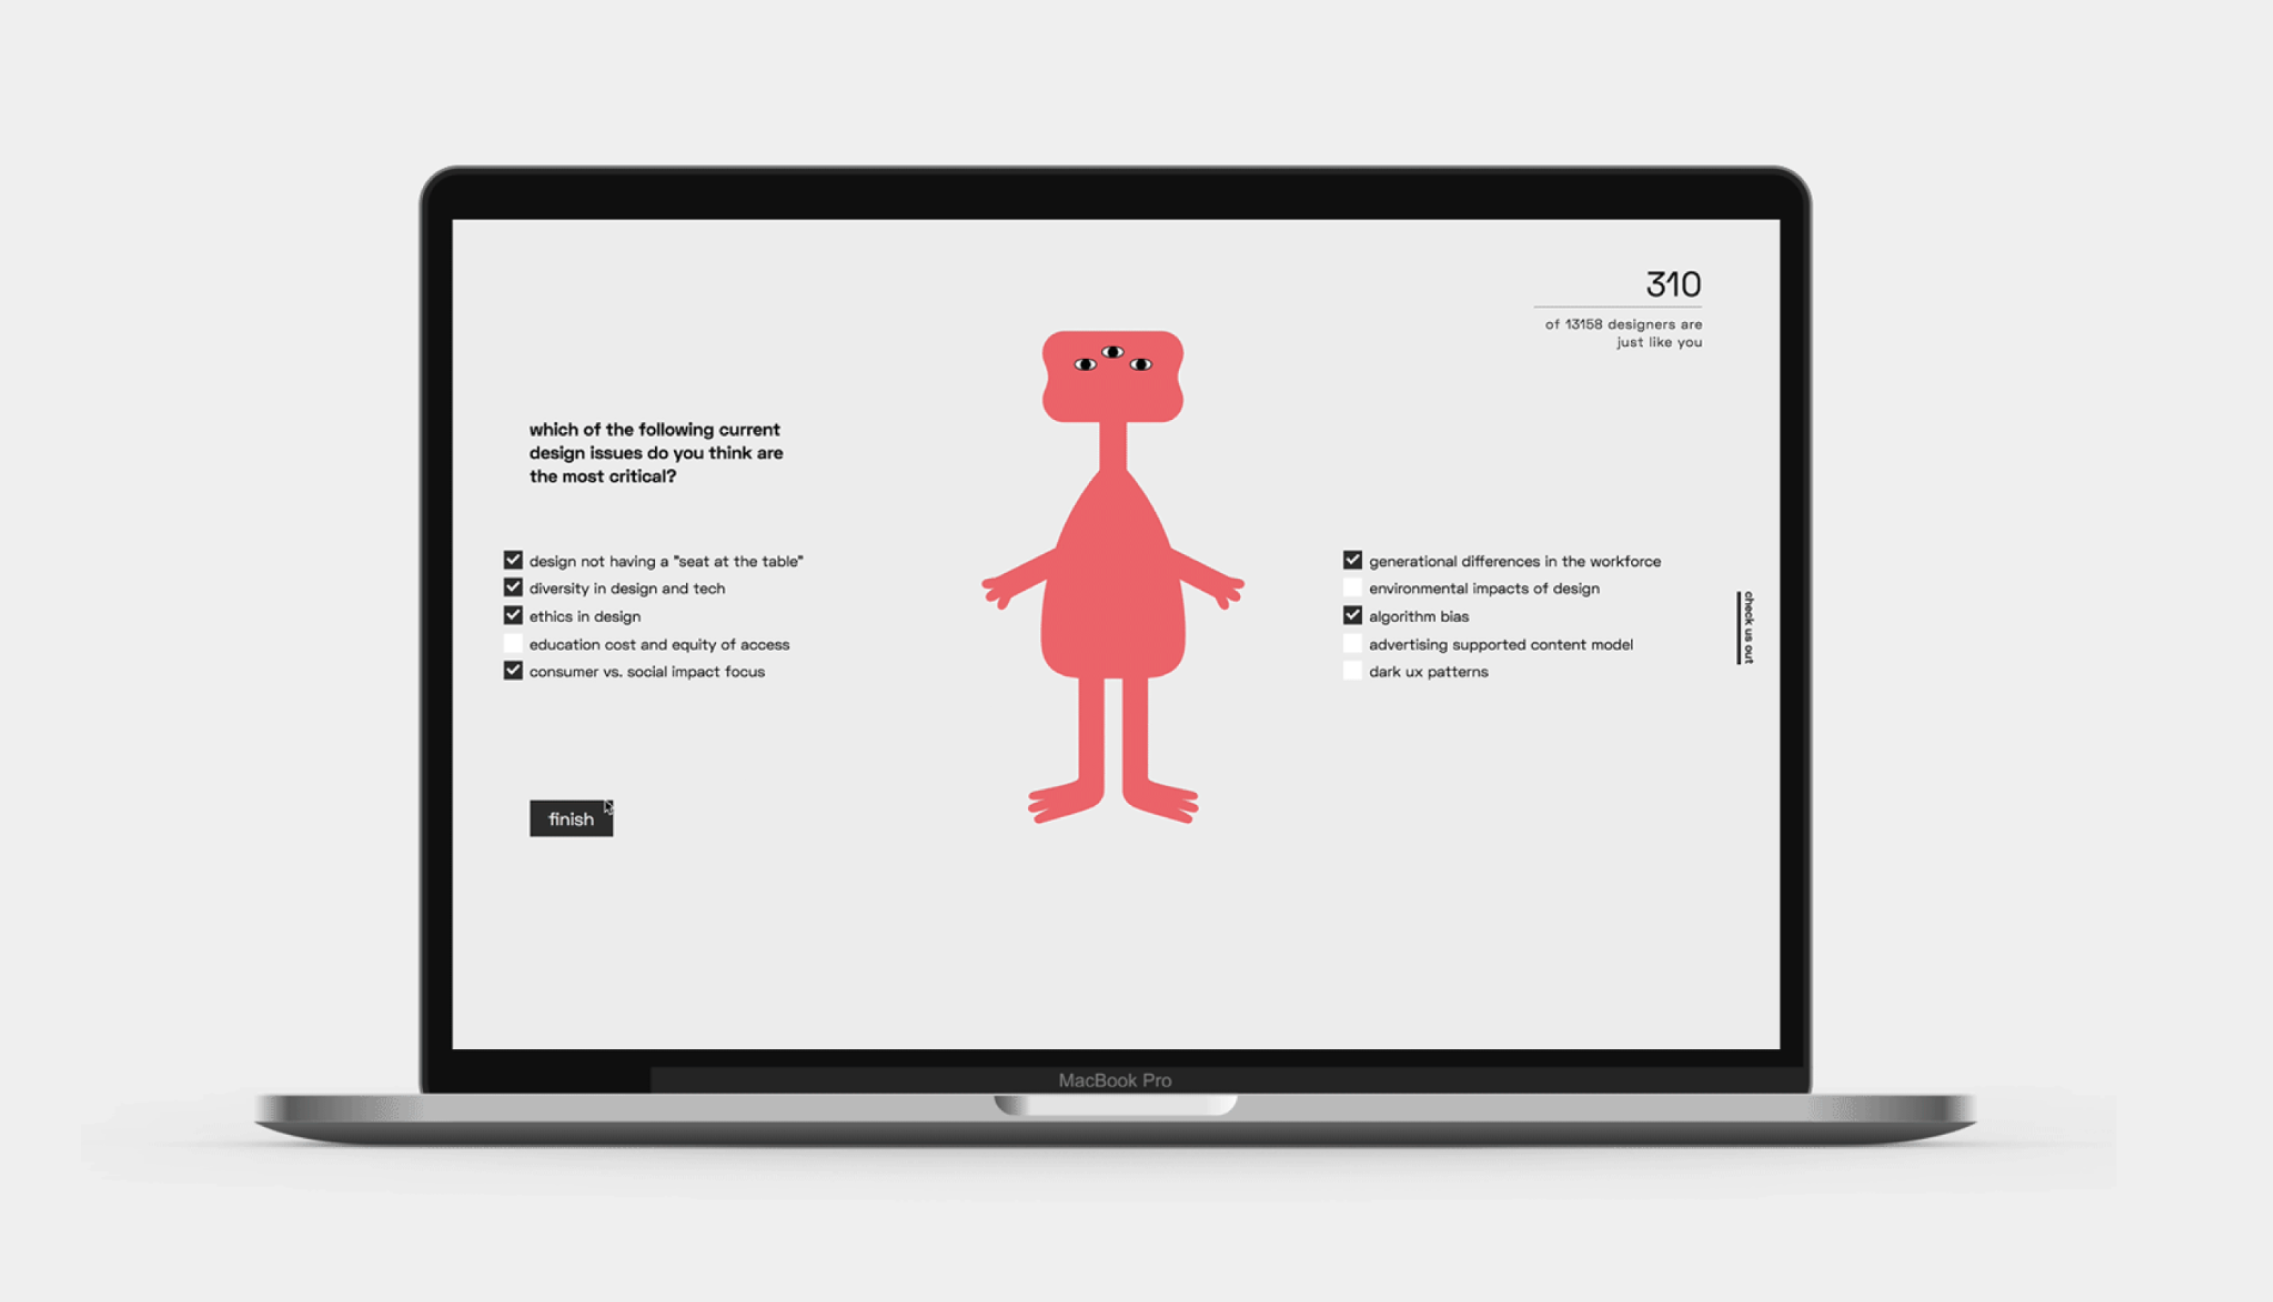 310
of 13158 designers are
just like you
which of the following current
design issues do you think are
the most critical?
design not having a "seat at the table"
diversity in design and tech
ethics in design
education cost and equity of access
consumer vs. social impact focus
generational differences in the workforce
environmental impacts of design
algorithm bias
advertising supported content model
dark ux patterns
check us out
finish
MacBook Pro